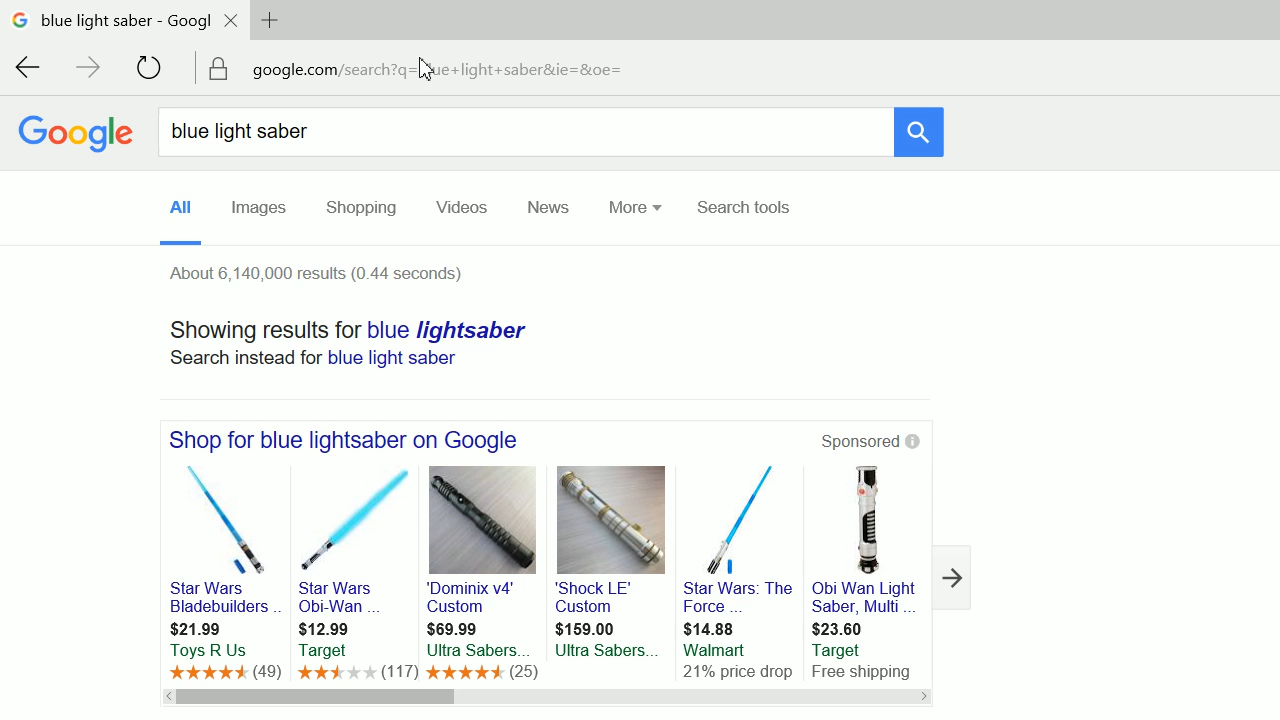 blue light saber - Googl
google.com/search?q= ue+light+saber&ie=&oe=
Google
blue light saber
All Images Shopping Videos News More Search tools
About 6,140,000 results (0.44 seconds)
Showing results for blue lightsaber
Search instead for blue light saber
Shop for blue lightsaber on Google Sponsored
Star Wars
Bladebuilders ..
$21.99
Toys R Us
(49)
Star Wars
Obi-Wan ...
$12.99
Target
(117)
'Dominix v4'
Custom
$69.99
Ultra Sabers...
(25)
'Shock LE'
Custom
$159.00
Ultra Sabers...
Star Wars: The
Force ...
$14.88
Walmart
21% price drop
Obi Wan Light
Saber, Multi ...
$23.60
Target
Free shipping